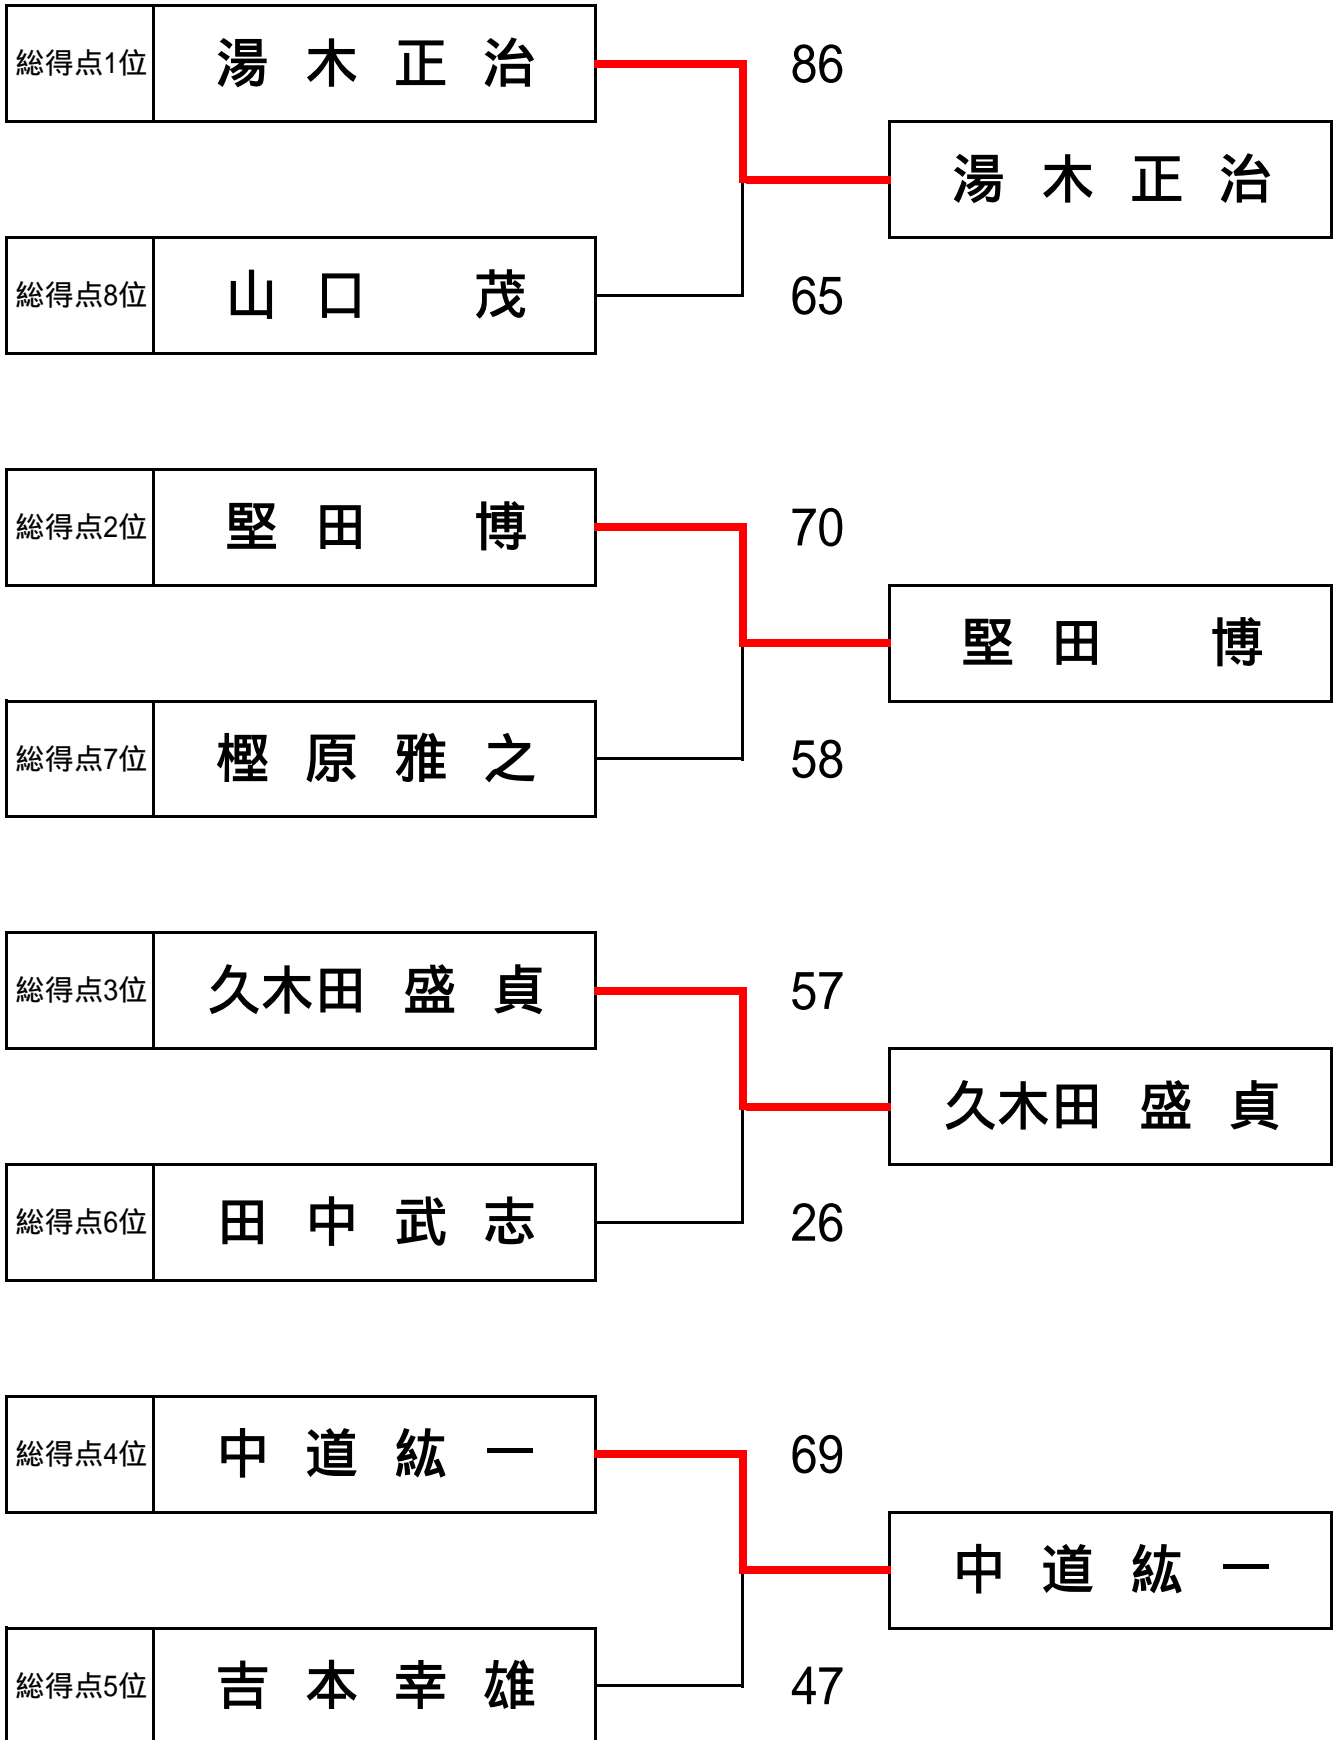 総得点1位 湯木正治 86
湯木正治
総得点8位 山口 茂 65
総得点2位 堅田 博 70
堅田 博
総得点7位 樫原雅之 58
総得点3位 久木田 盛貞 57
久木田 盛貞
総得点6位 田中武志 26
総得点4位 中道紘一 69
中道紘一
総得点5位 吉本幸雄 47